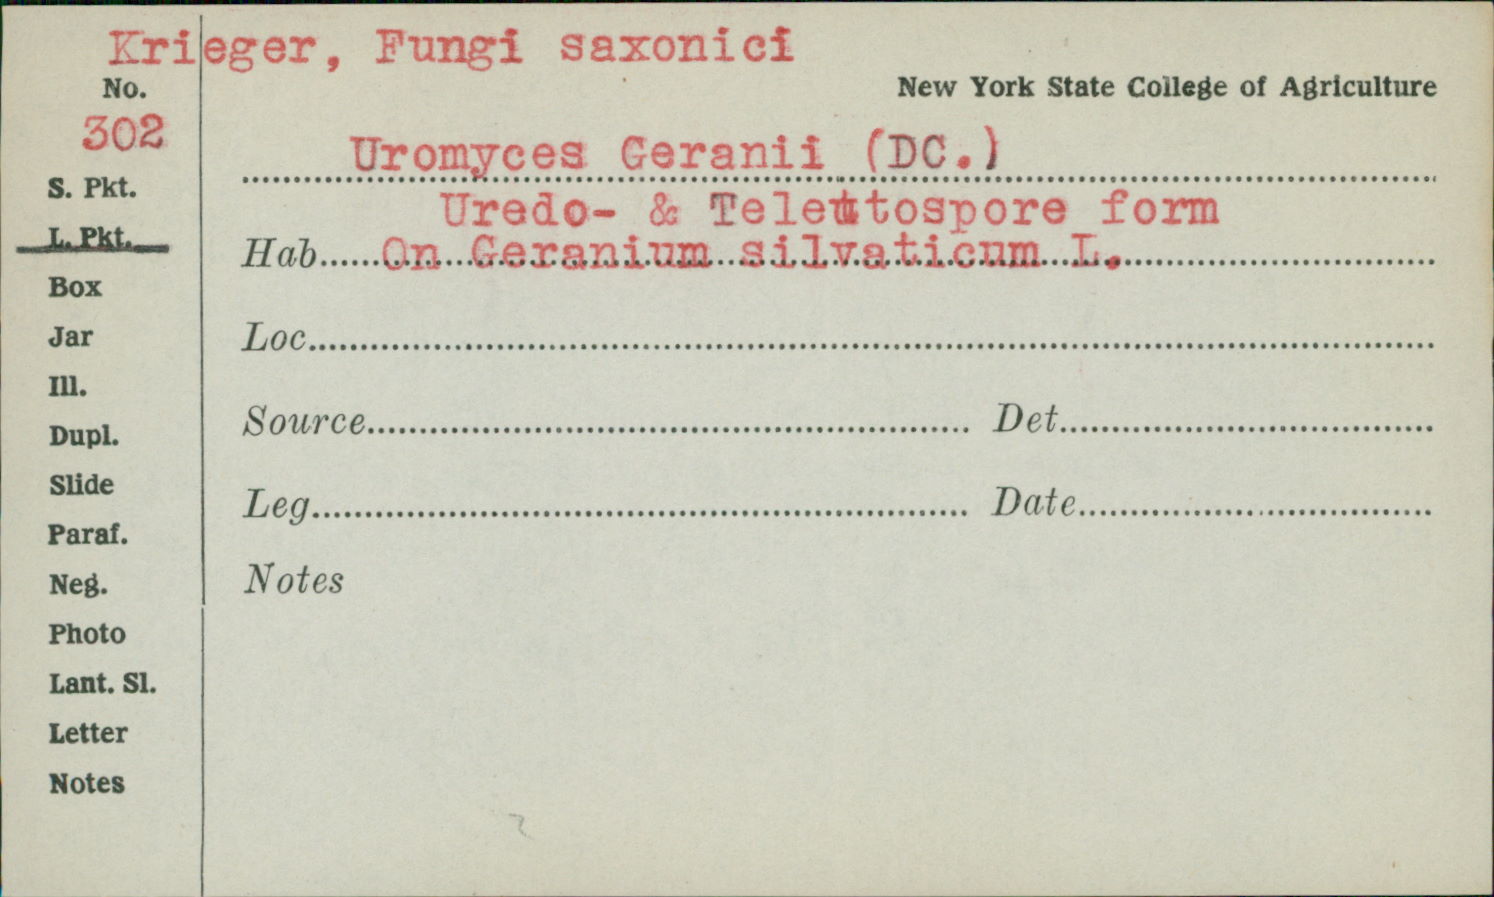 Krieger, Fungi saxonici
No.
New York State College of Agriculture
302
Uromyces Geranii (DC.)
S. Pkt.
Uredo- & Teleutospore form
L. Pkt.
Hab. On Geranium silvaticum L.
Box
Jar
Loc.
Ill.
Dupl.
Source Det.
Slide
Leg. Date
Paraf.
Neg.
Notes
Photo
Lant. Sl.
Letter
Notes